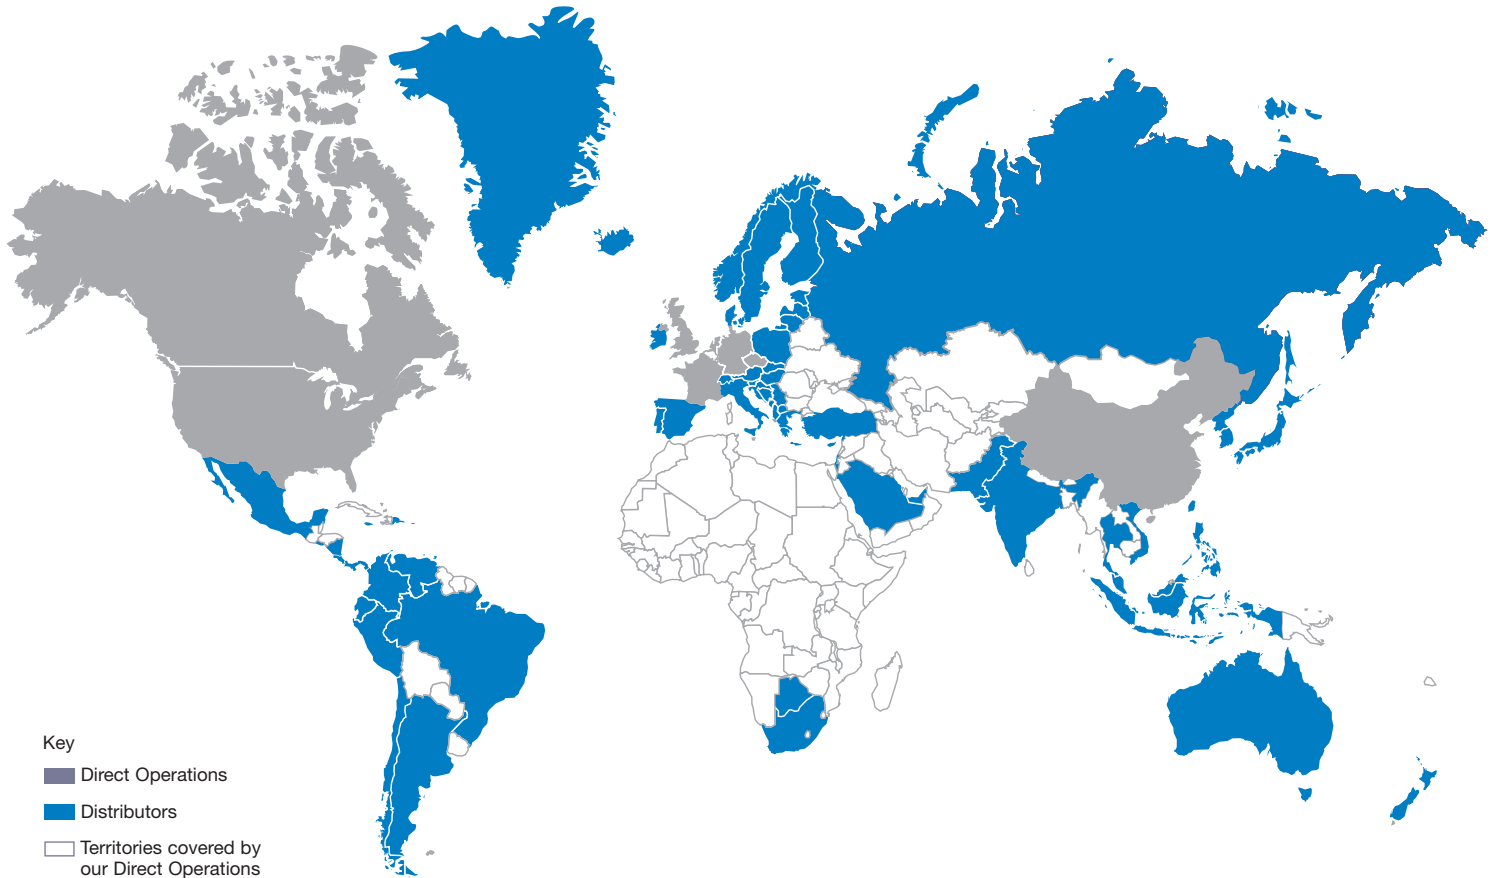 Key
Direct Operations
Distributors
Territories covered by
our Direct Operations